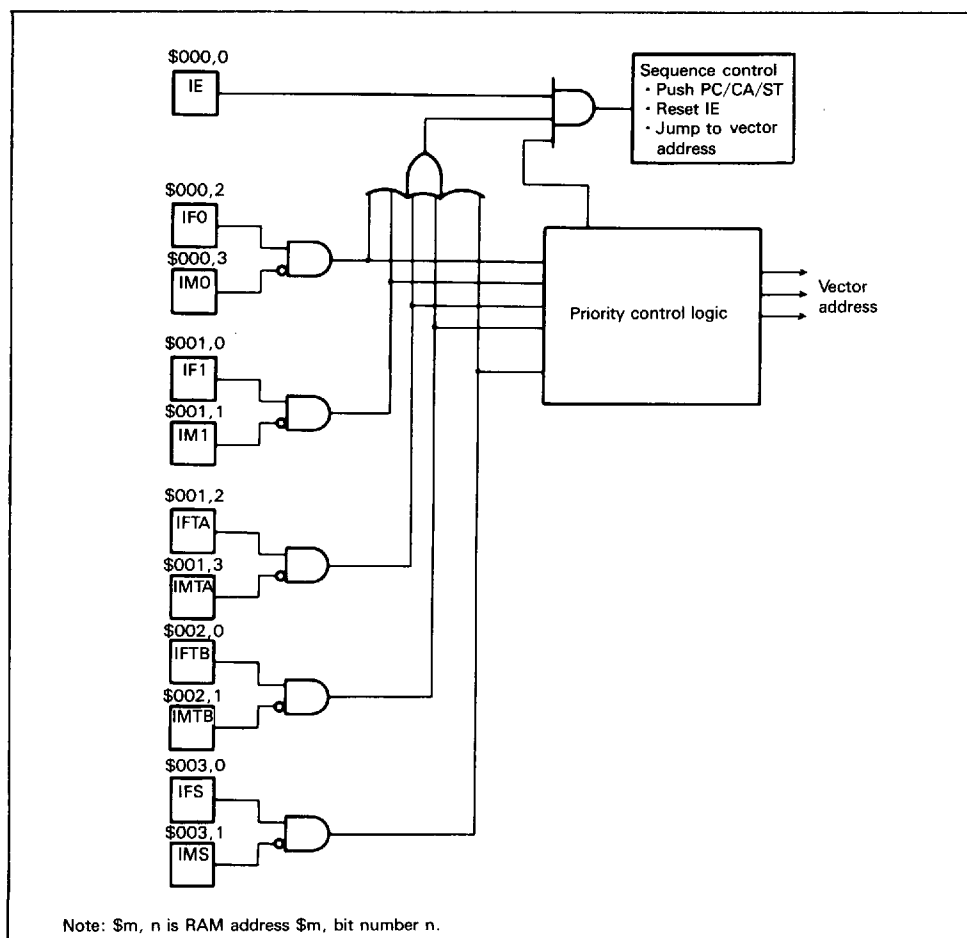 $000,0
IE
Sequence control
· Push PC/CA/ST
· Reset IE
· Jump to vector
address
$000,2
IF0
$000,3
IM0
Priority control logic
Vector
address
$001,0
IF1
$001,1
IM1
$001,2
IFTA
$001,3
IMTA
$002,0
IFTB
$002,1
IMTB
$003,0
IFS
$003,1
IMS
Note: $m, n is RAM address $m, bit number n.